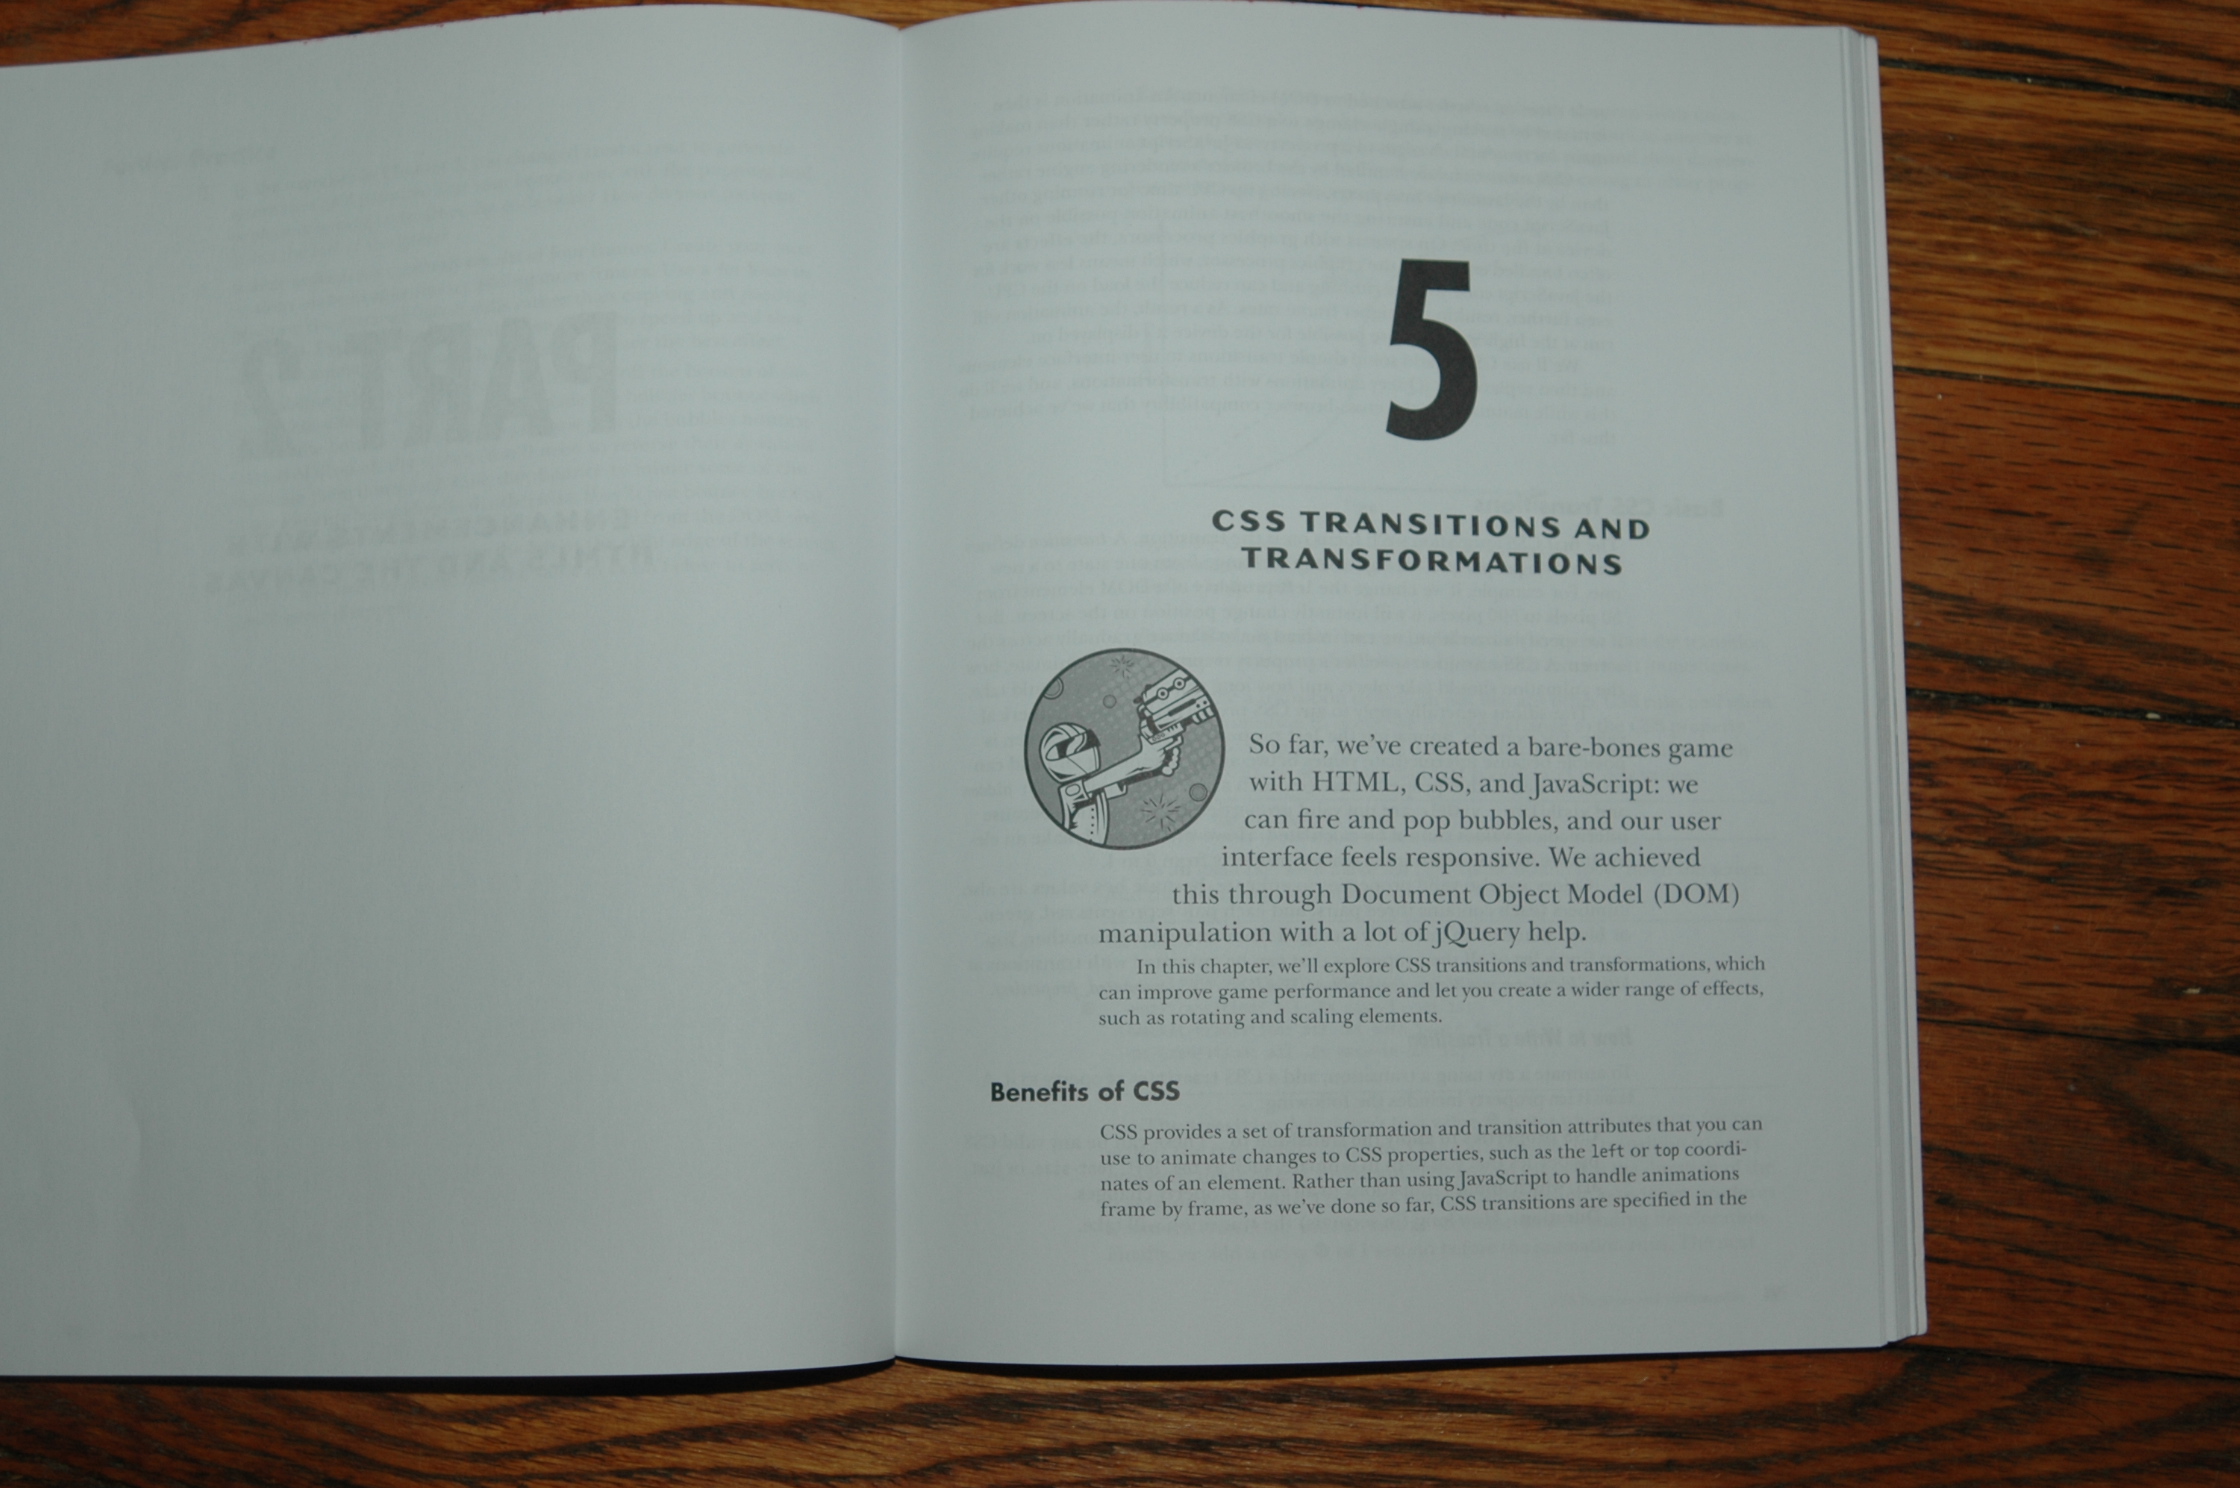 5
CSS TRANSITIONS AND
TRANSFORMATIONS
So far, we've created a bare-bones game
with HTML, CSS, and JavaScript: we
can fire and pop bubbles, and our user
interface feels responsive. We achieved
this through Document Object Model (DOM)
manipulation with a lot of jQuery help.
In this chapter, we'll explore CSS transitions and transformations, which
can improve game performance and let you create a wider range of effects,
such as rotating and scaling elements.
Benefits of CSS
CSS provides a set of transformation and transition attributes that you can
use to animate changes to CSS properties, such as the left or top coordi-
nates of an element. Rather than using JavaScript to handle animations
frame by frame, as we've done so far, CSS transitions are specified in the